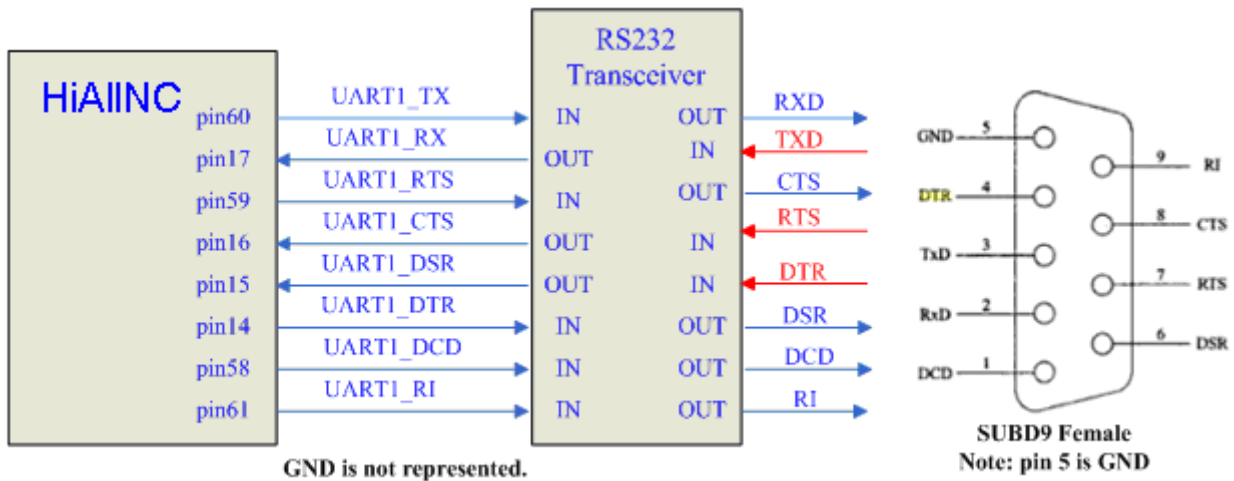 HiAllNC
pin60
pin17
pin59
pin16
pin15
pin14
pin58
pin61
UART1_TX
UART1_RX
UART1_RTS
UART1_CTS
UART1_DSR
UART1_DTR
UART1_DCD
UART1_RI
RS232
Transceiver
IN OUT
OUT IN
IN OUT
OUT IN
OUT IN
IN OUT
IN OUT
IN OUT
RXD
TXD
CTS
RTS
DTR
DSR
DCD
RI
GND 5
9 RI
DTR 4
8 CTS
TxD 3
7 RTS
RxD 2
6 DSR
DCD 1
SUBD9 Female
Note: pin 5 is GND
GND is not represented.